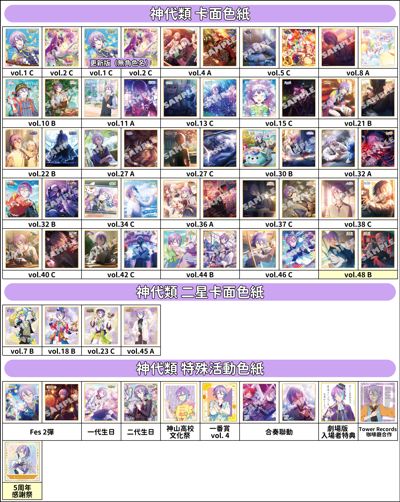 神代類 卡面色紙
更新版（無角色名）
vol.1 C
vol.2 C
vol.1 C
vol.2 C
vol.4 A
vol.5 C
vol.8 A
vol.10 B
vol.11 A
vol.13 C
vol.15 C
vol.21 B
vol.22 B
vol.27 A
vol.27 C
vol.30 B
vol.32 A
vol.32 B
vol.34 C
vol.36 A
vol.37 C
vol.38 C
vol.40 C
vol.42 C
vol.44 B
vol.46 C
vol.48 B
神代類 二星卡面色紙
vol.7 B
vol.18 B
vol.23 C
vol.45 A
神代類 特殊活動色紙
Fes 2彈
一代生日
二代生日
神山高校
文化祭
一番賞
vol. 4
合奏聯動
劇場版
入場者特典
Tower Records
咖啡廳合作
5周年
感謝祭